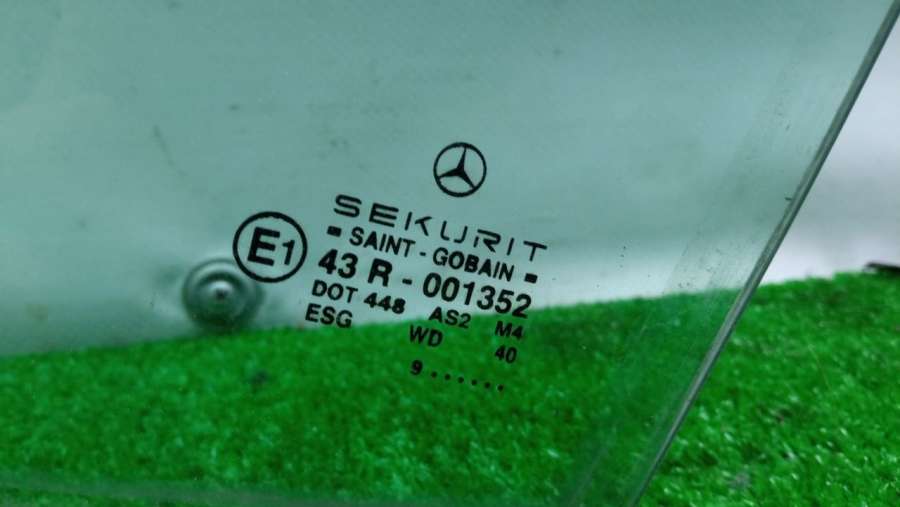 SEKURIT
▪ SAINT - GOBAIN ▪
E1
43 R - 001352
DOT 448 AS2 M4
ESG WD 40
9 . . . . . .